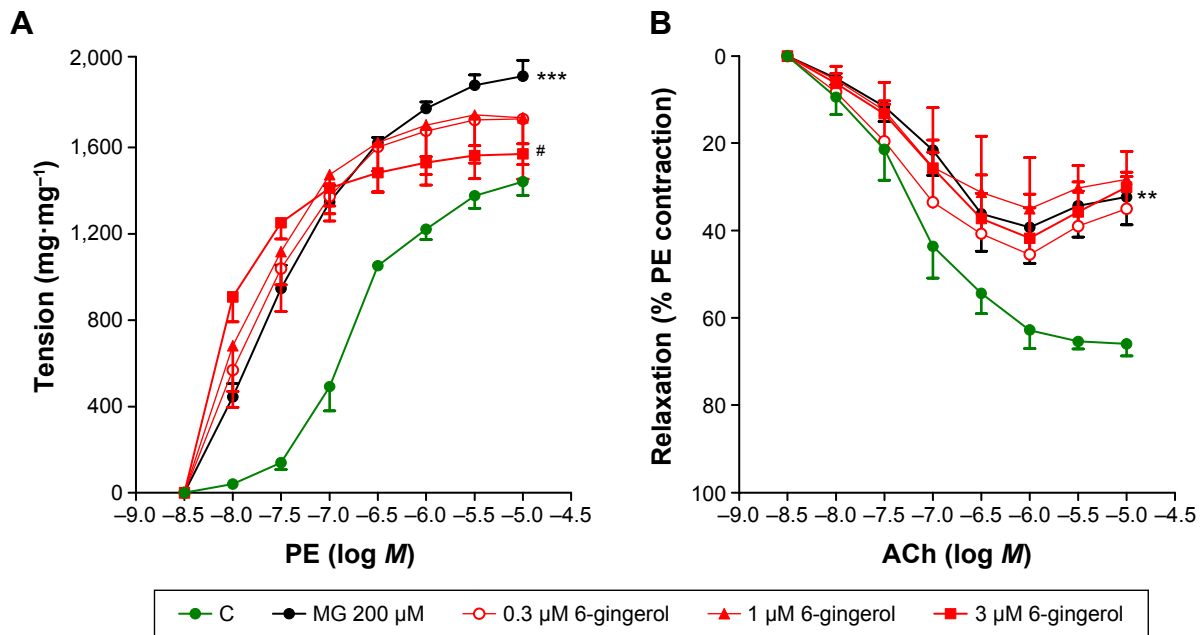 A
Tension (mg·mg⁻¹)
2,000
1,600
1,200
800
400
0
***
#
–9.0 –8.5 –8.0 –7.5 –7.0 –6.5 –6.0 –5.5 –5.0 –4.5
PE (log M)
B
Relaxation (% PE contraction)
0
20
40
60
80
100
**
–9.0 –8.5 –8.0 –7.5 –7.0 –6.5 –6.0 –5.5 –5.0 –4.5
ACh (log M)
C MG 200 µM 0.3 µM 6-gingerol 1 µM 6-gingerol 3 µM 6-gingerol